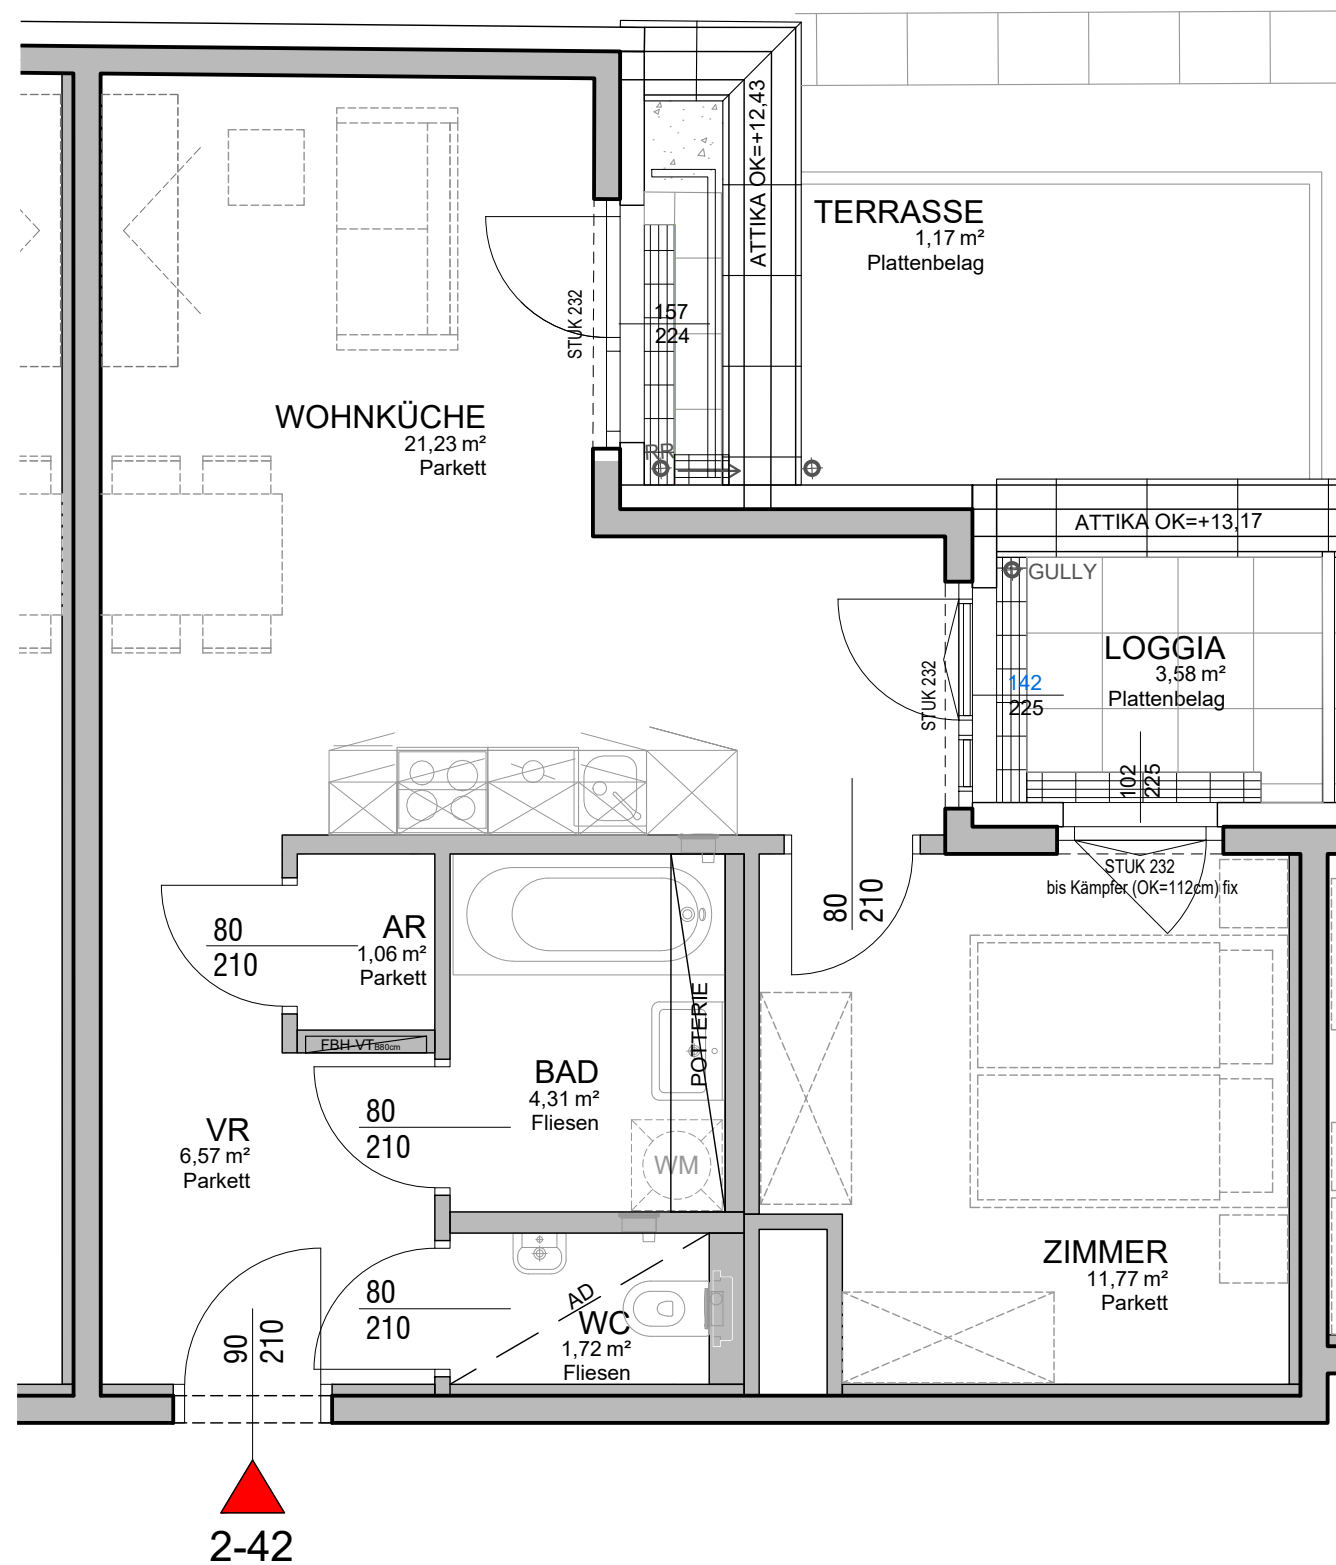 ATTIKA OK=+12,43
TERRASSE
1,17 m²
Plattenbelag
STUK 232
157
224
WOHNKÜCHE
21,23 m²
Parkett
RR
ATTIKA OK=+13,17
GULLY
LOGGIA
3,58 m²
Plattenbelag
STUK 232
142
225
102
225
STUK 232
bis Kämpfer (OK=112cm) fix
80
210
80
210
AR
1,06 m²
Parkett
FBH-VT B80cm
POTTERIE
BAD
4,31 m²
Fliesen
80
210
VR
6,57 m²
Parkett
WM
ZIMMER
11,77 m²
Parkett
80
210
AD
WC
1,72 m²
Fliesen
90
210
2-42